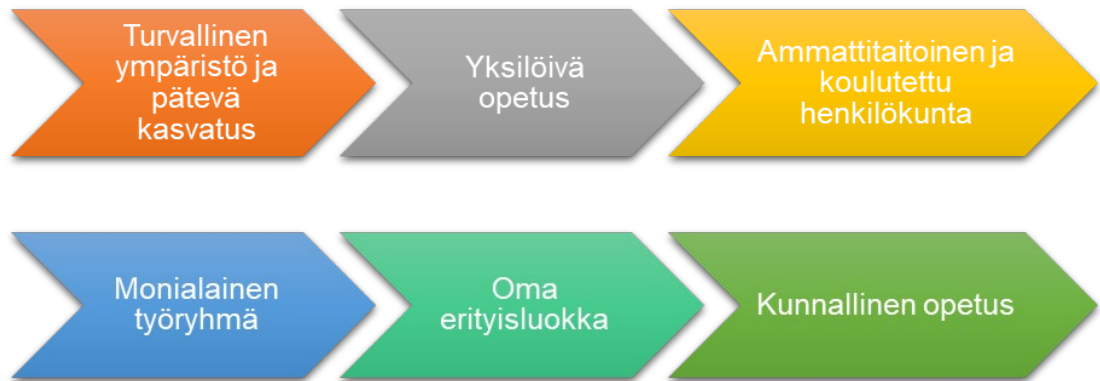 Turvallinen
ympäristö ja
pätevä
kasvatus
Yksilöivä
opetus
Ammattitaitoinen ja
koulutettu
henkilökunta
Monialainen
työryhmä
Oma
erityisluokka
Kunnallinen opetus